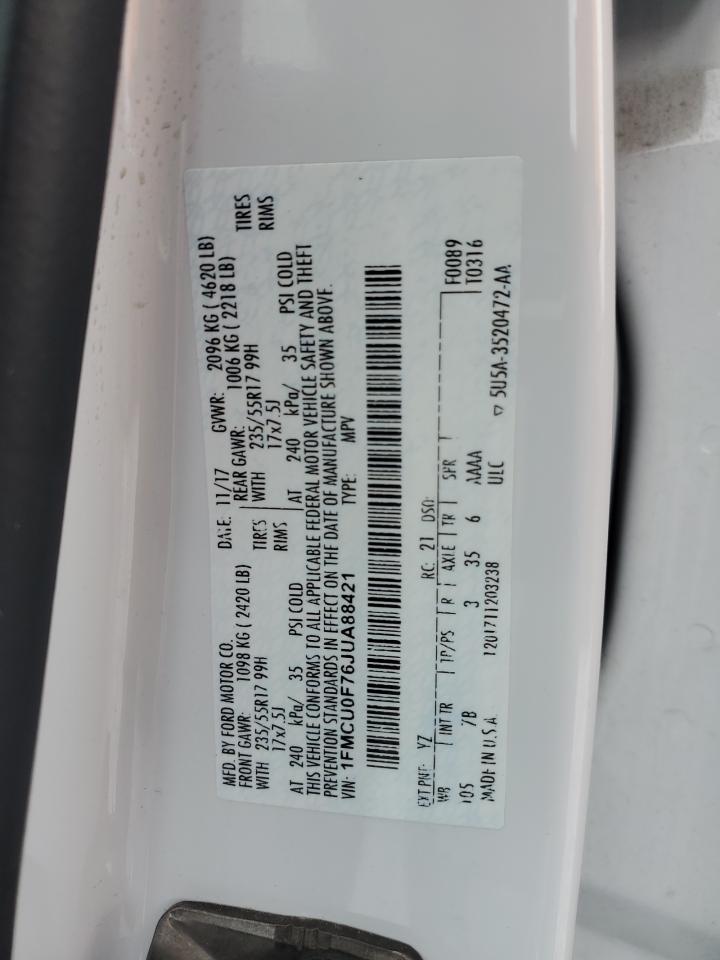 MFD. BY FORD MOTOR CO.
DATE: 11/17 GVWR: 2096 KG ( 4620 LB)
FRONT GAWR: 1098 KG ( 2420 LB)
REAR GAWR: 1006 KG ( 2218 LB)
WITH 235/55R17 99H TIRES
WITH 235/55R17 99H TIRES
17x7.5J RIMS
17x7.5J RIMS
AT 240 kPa/ 35 PSI COLD
AT 240 kPa/ 35 PSI COLD
THIS VEHICLE CONFORMS TO ALL APPLICABLE FEDERAL MOTOR VEHICLE SAFETY AND THEFT
PREVENTION STANDARDS IN EFFECT ON THE DATE OF MANUFACTURE SHOWN ABOVE.
VIN: 1FMCU0F76JUA88421 TYPE: MPV
EXT PNT: YZ RC: 21 DSO: F0089
WB INT TR TP/PS R AXLE TR SPR T0316
105 7B 3 35 6 AAAA
MADE IN U.S.A. 1201711203238 ULC ▽ 5U5A-3520472-AA